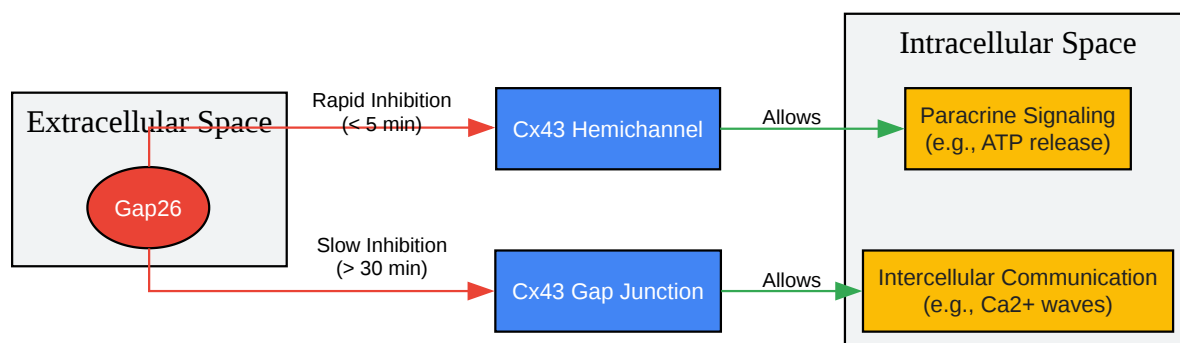 Intracellular Space
Extracellular Space
Rapid Inhibition
(< 5 min)
Cx43 Hemichannel
Allows
Paracrine Signaling
(e.g., ATP release)
Gap26
Slow Inhibition
(> 30 min)
Cx43 Gap Junction
Allows
Intercellular Communication
(e.g., Ca2+ waves)